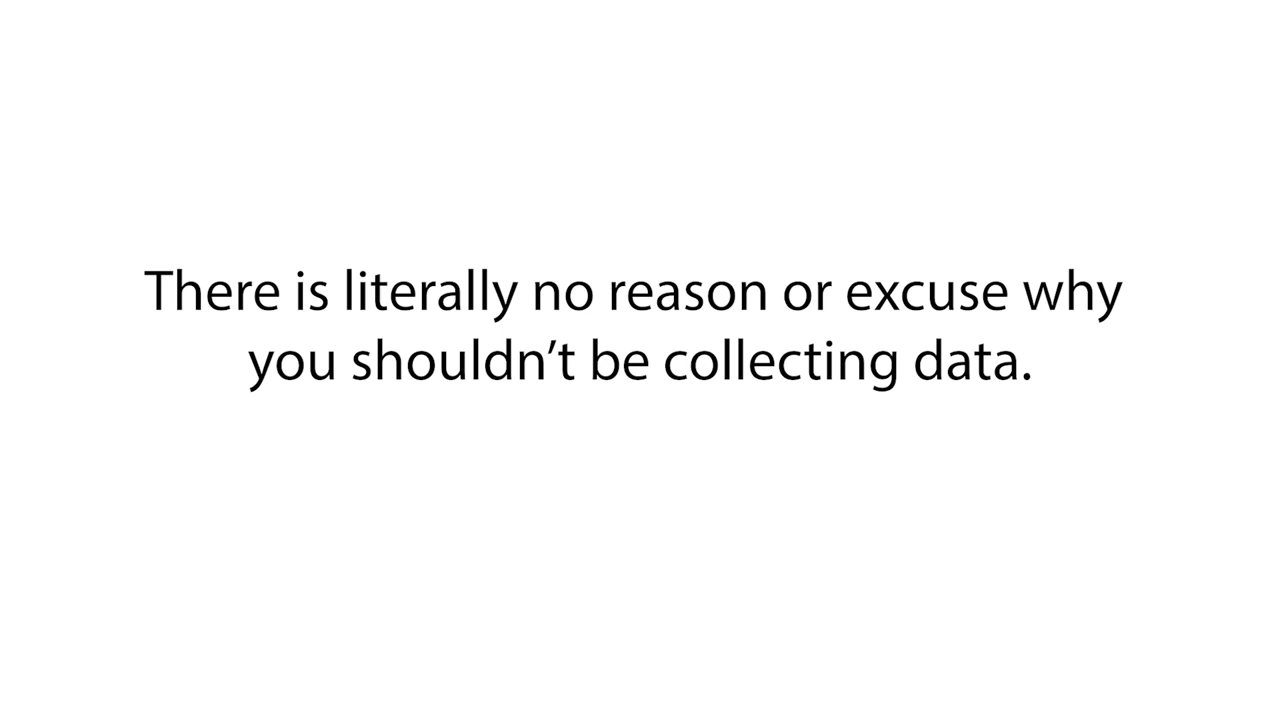 There is literally no reason or excuse why
you shouldn’t be collecting data.